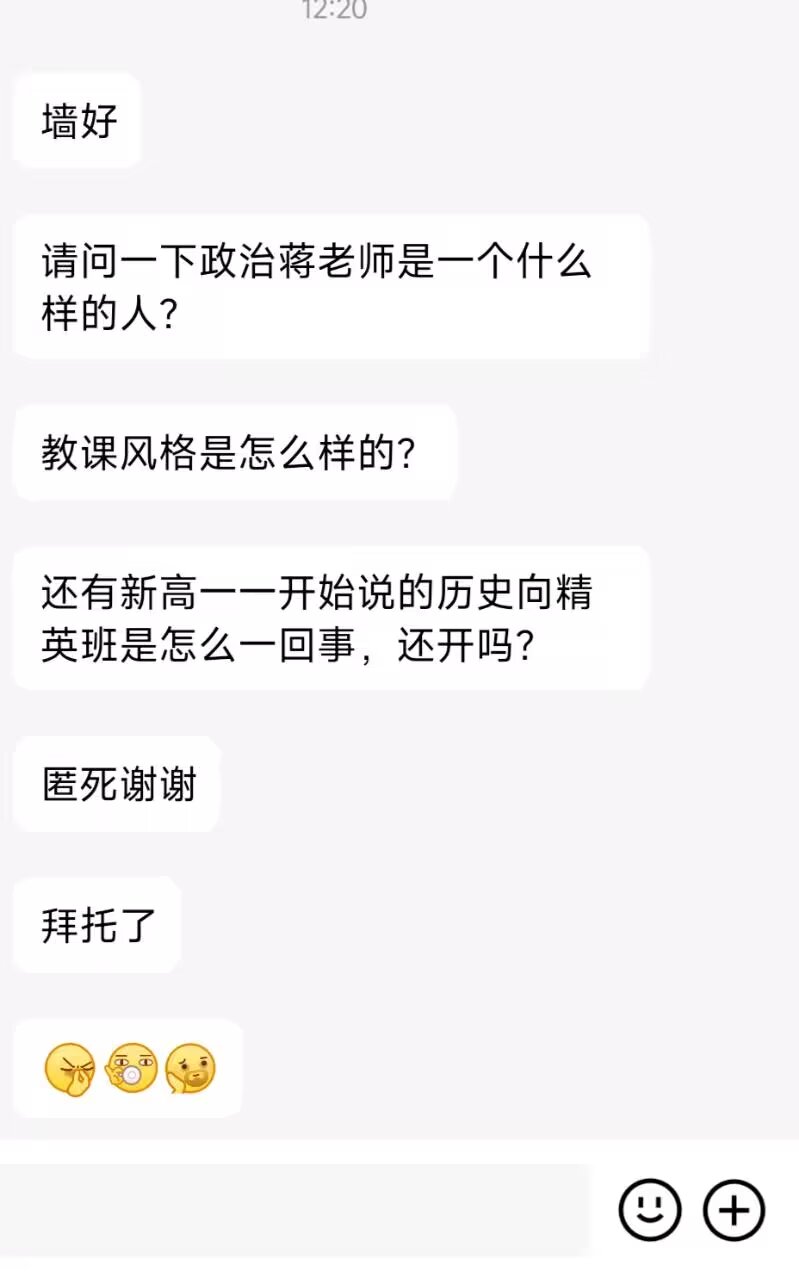 12:20
墙好
请问一下政治蒋老师是一个什么
样的人?
教课风格是怎么样的?
还有新高一一开始说的历史向精
英班是怎么一回事，还开吗?
匿死谢谢
拜托了